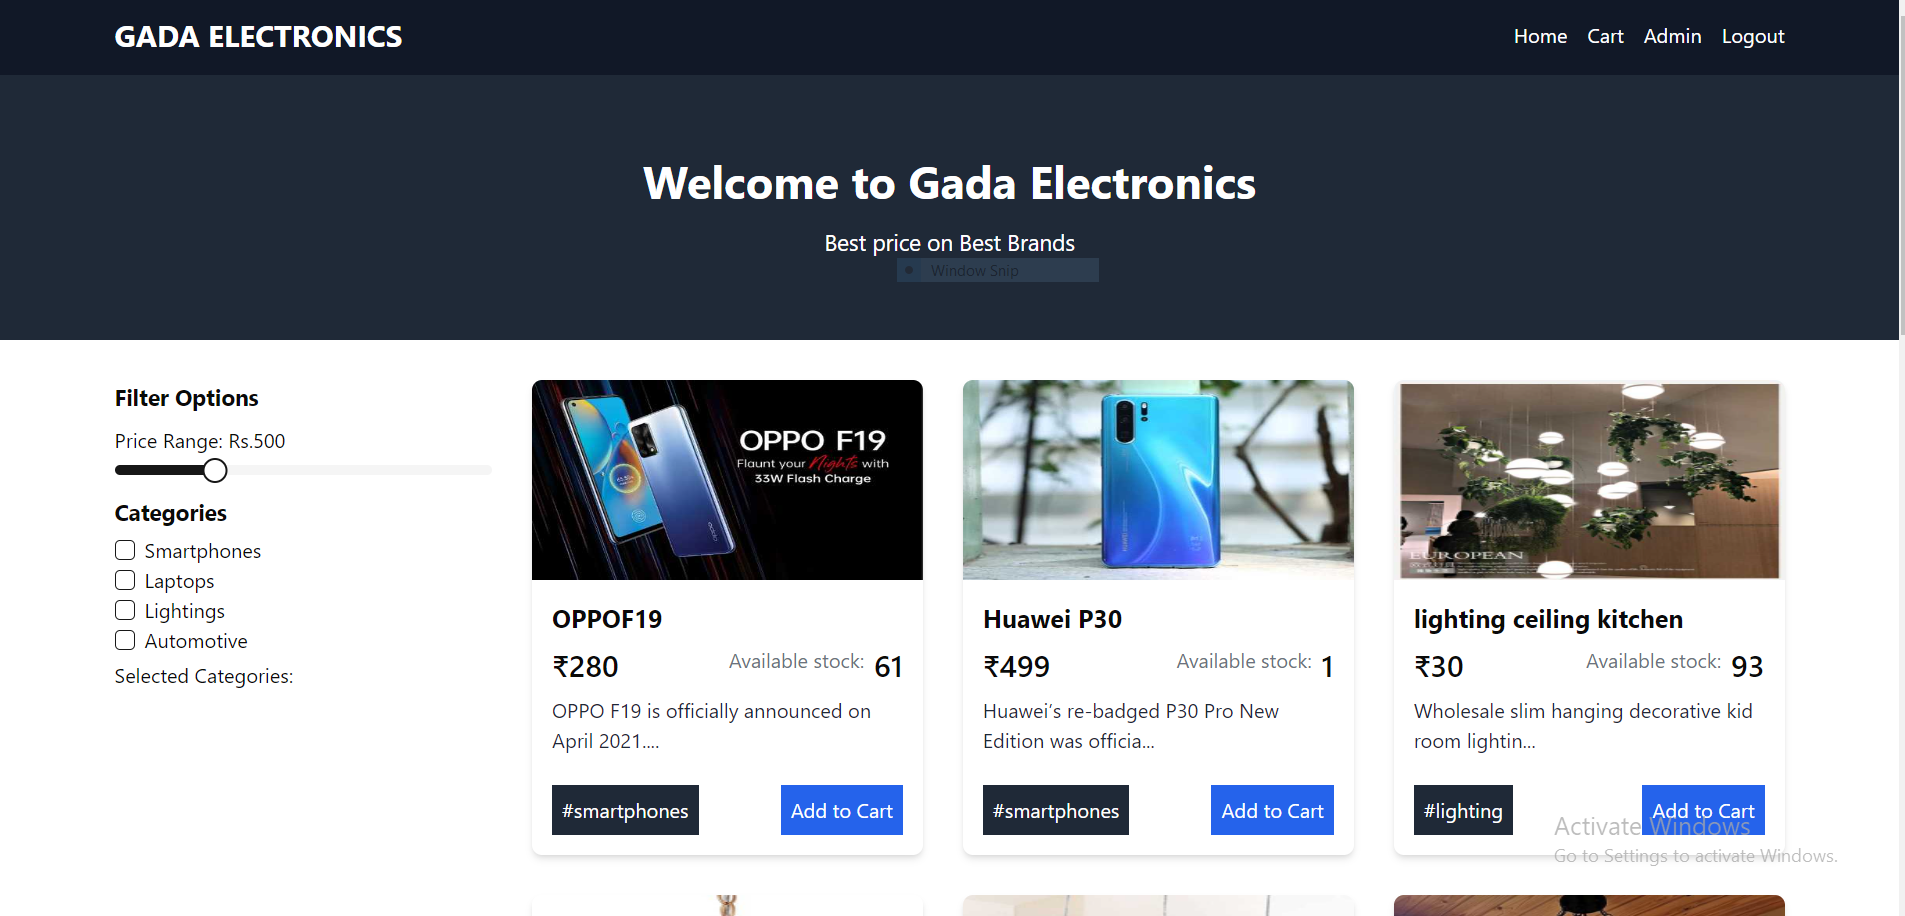 GADA ELECTRONICS
Home Cart Admin Logout
Welcome to Gada Electronics
Best price on Best Brands
Window Snip
Filter Options
Price Range: Rs.500
Categories
Smartphones
Laptops
Lightings
Automotive
Selected Categories:
OPPO F19
Flaunt your Nights with
33W Flash Charge
OPPOF19
₹280 Available stock: 61
OPPO F19 is officially announced on
April 2021....
#smartphones Add to Cart
Huawei P30
₹499 Available stock: 1
Huawei’s re-badged P30 Pro New
Edition was officia...
#smartphones Add to Cart
EUROPEAN
lighting ceiling kitchen
₹30 Available stock: 93
Wholesale slim hanging decorative kid
room lightin...
#lighting Add to Cart
Activate Windows
Go to Settings to activate Windows.